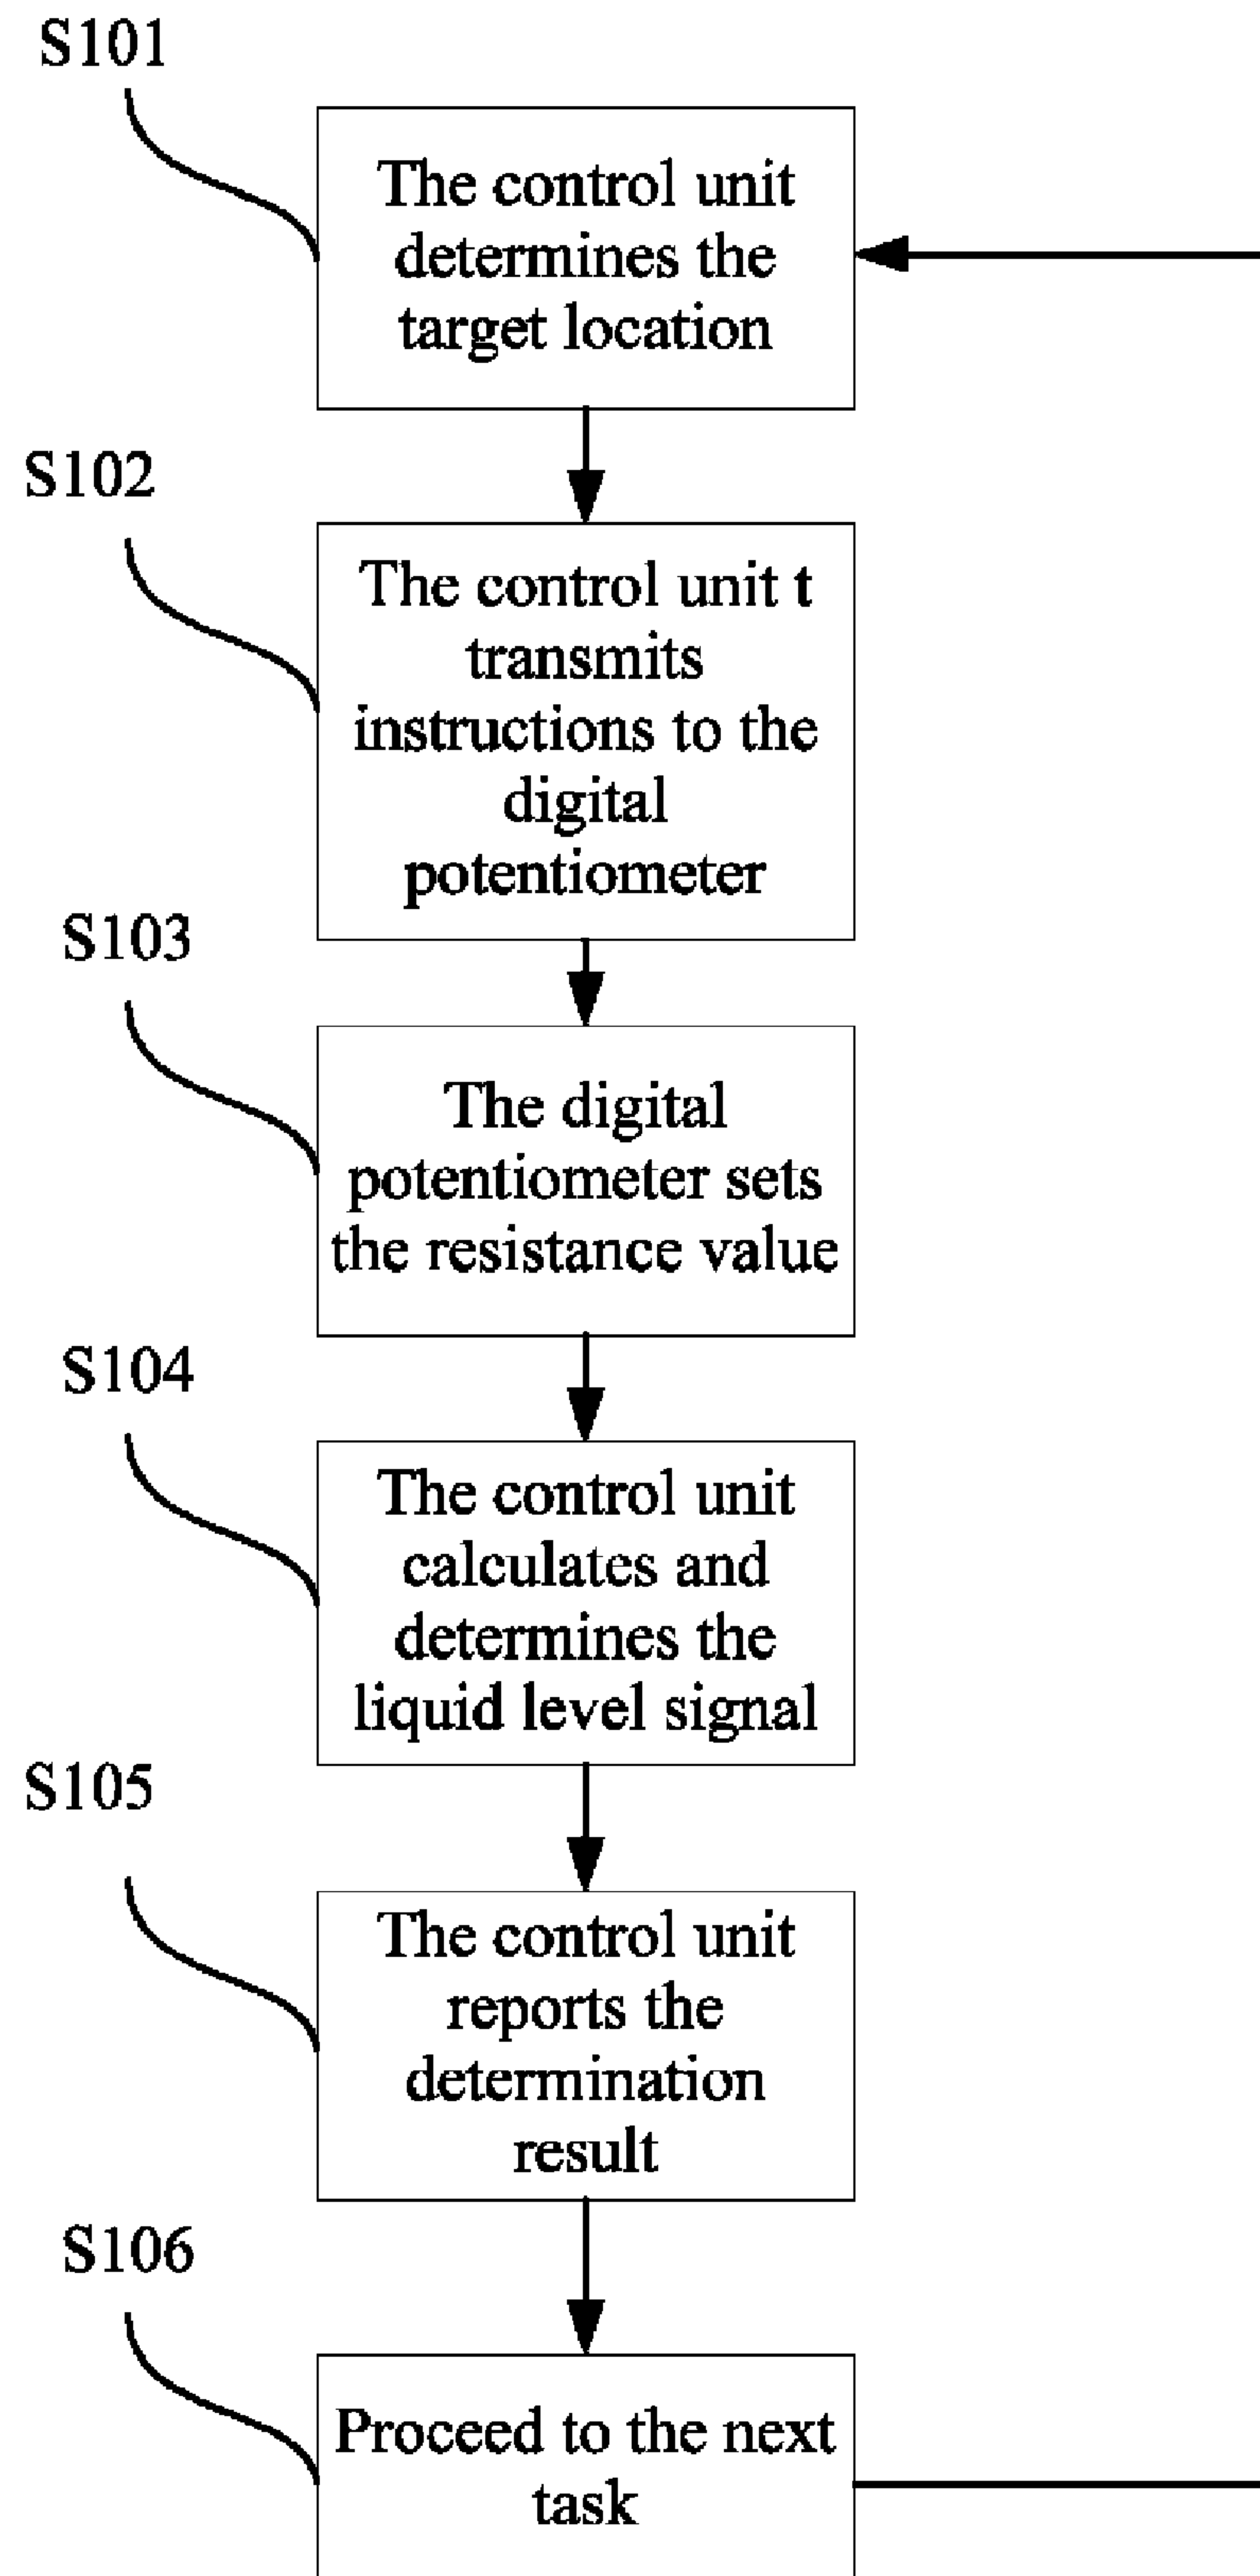 S101
The control unit
determines the
target location
S102
The control unit t
transmits
instructions to the
digital
potentiometer
S103
The digital
potentiometer sets
the resistance value
S104
The control unit
calculates and
determines the
liquid level signal
S105
The control unit
reports the
determination
result
S106
Proceed to the next
task